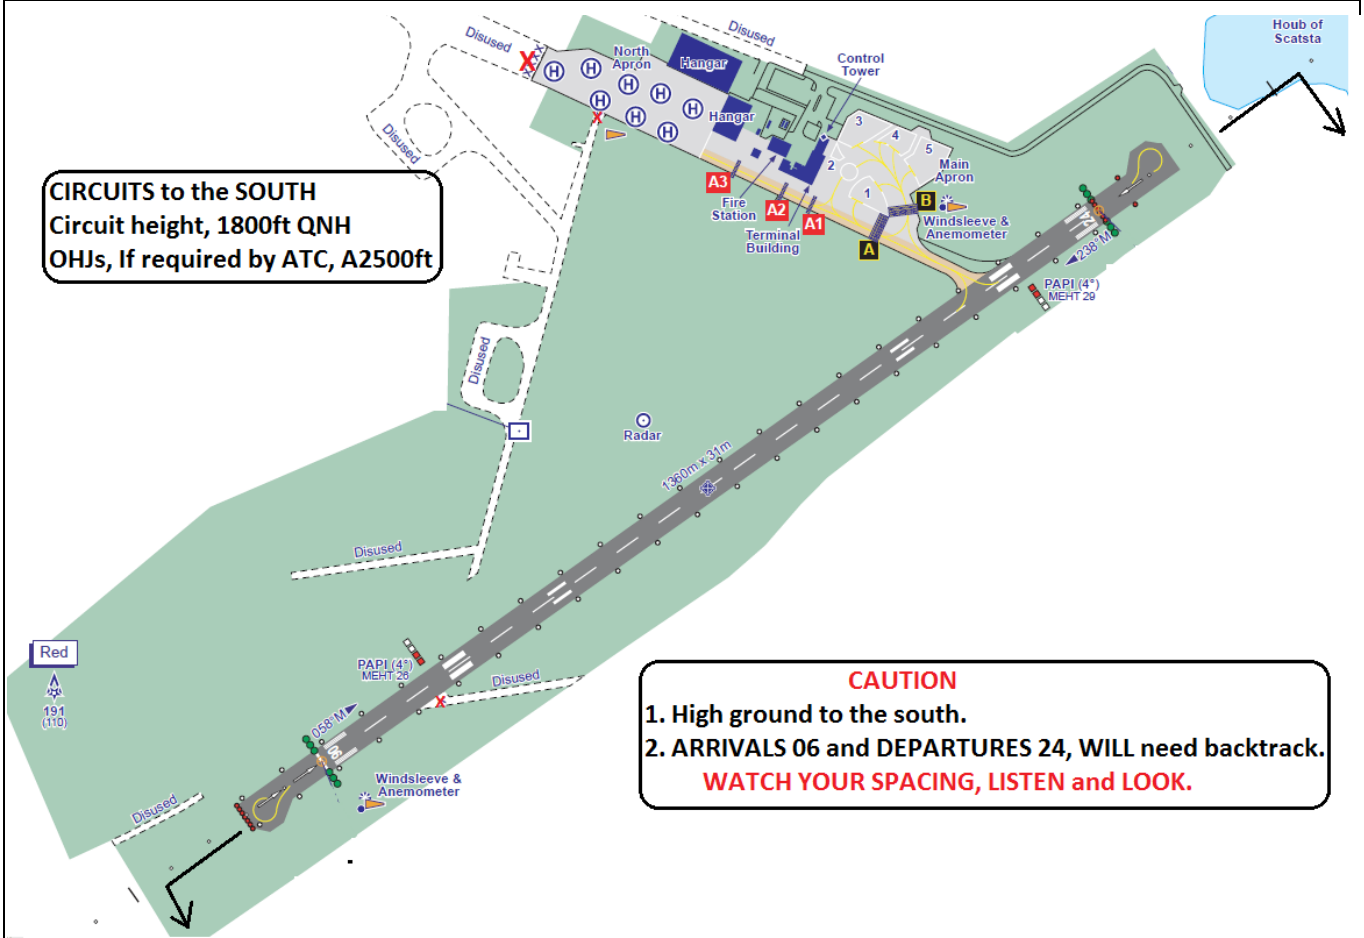 Houb of
Scatsta
Disused
Disused
North
Apron
Hangar
Control
Tower
H
H
H
H
H
H
H
H
X
X
Hangar
3
4
5
2
1
Main
Apron
Disused
A3
A2
A1
Fire
Station
Terminal
Building
B
A
Windsleeve &
Anemometer
CIRCUITS to the SOUTH
Circuit height, 1800ft QNH
OHJs, If required by ATC, A2500ft
24
238°M
PAPI (4°)
MEHT 29
Disused
Radar
1360m x 31m
Disused
Red
191
(110)
PAPI (4°)
MEHT 26
Disused
X
058°M
06
Windsleeve &
Anemometer
Disused
CAUTION
1. High ground to the south.
2. ARRIVALS 06 and DEPARTURES 24, WILL need backtrack.
WATCH YOUR SPACING, LISTEN and LOOK.